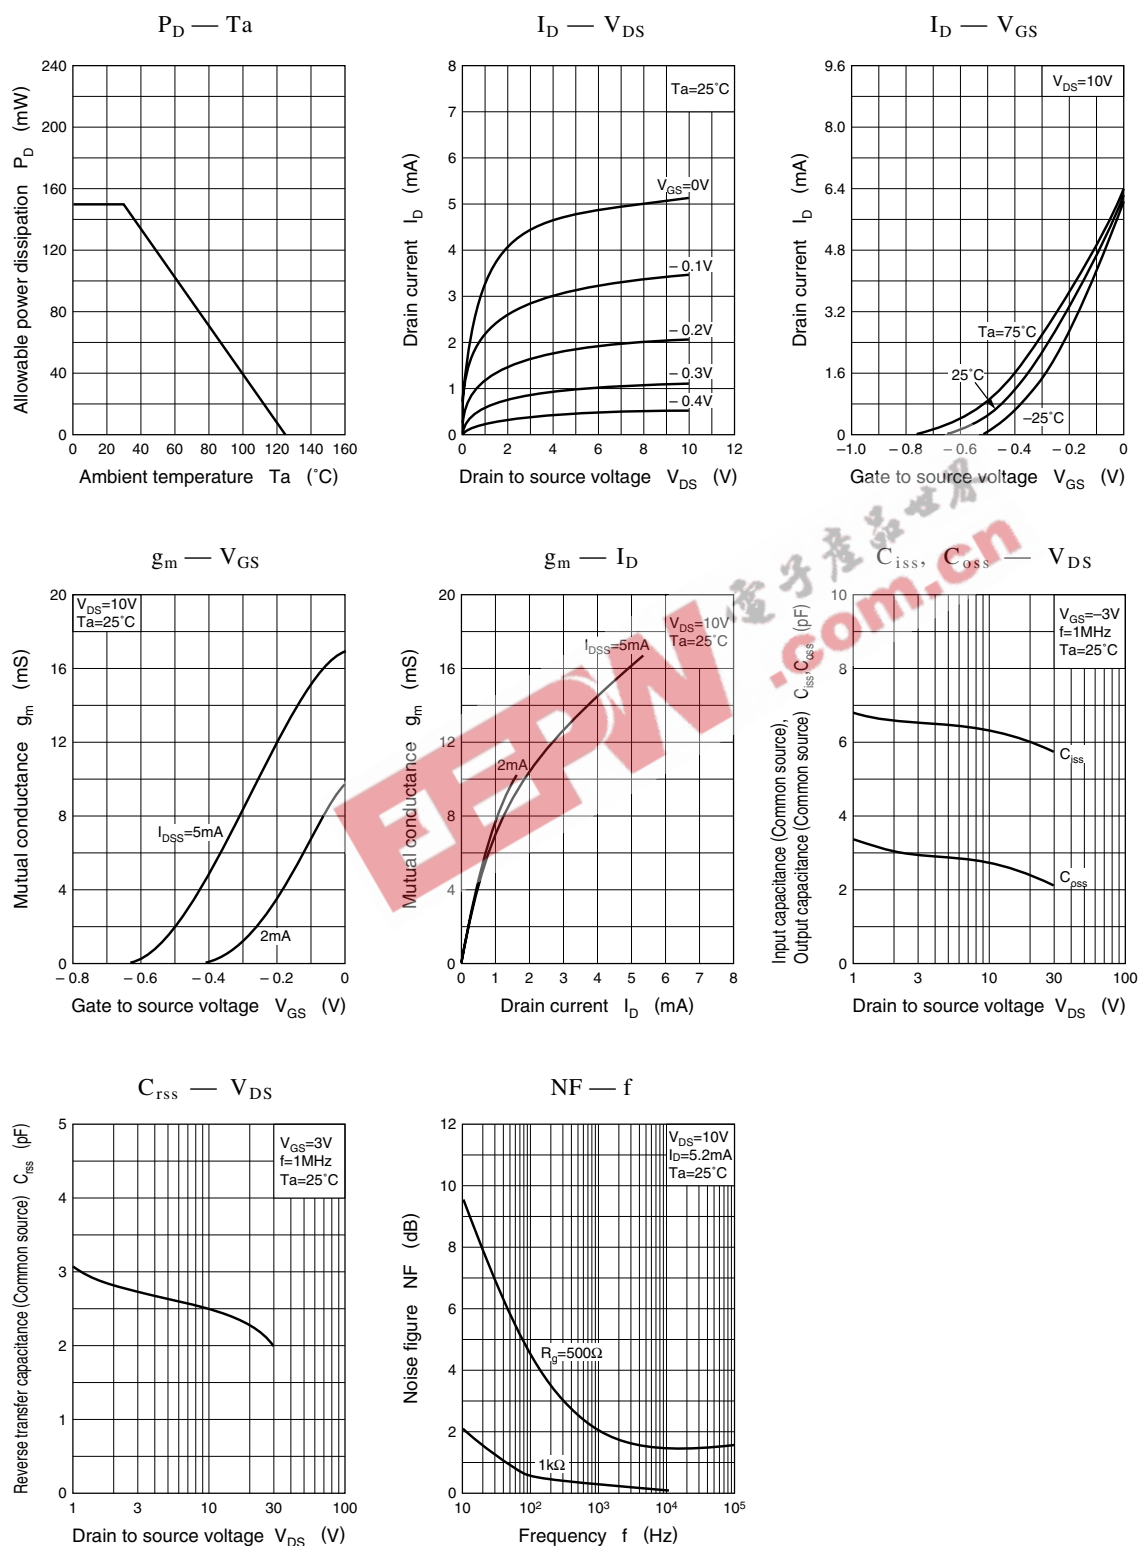 P_D — Ta
240
200
160
120
80
40
0
0 20 40 60 80 100 120 140 160
Allowable power dissipation P_D (mW)
Ambient temperature Ta (˚C)
I_D — V_DS
Ta=25˚C
8
7
6
5
4
3
2
1
0
0 2 4 6 8 10 12
V_GS=0V
– 0.1V
– 0.2V
– 0.3V
– 0.4V
Drain current I_D (mA)
Drain to source voltage V_DS (V)
I_D — V_GS
V_DS=10V
9.6
8.0
6.4
4.8
3.2
1.6
0
–1.0 – 0.8 – 0.6 – 0.4 – 0.2 0
Ta=75˚C
25˚C
–25˚C
Drain current I_D (mA)
Gate to source voltage V_GS (V)
g_m — V_GS
V_DS=10V
Ta=25˚C
20
16
12
8
4
0
– 0.8 – 0.6 – 0.4 – 0.2 0
I_DSS=5mA
2mA
Mutual conductance g_m (mS)
Gate to source voltage V_GS (V)
g_m — I_D
V_DS=10V
Ta=25˚C
20
16
12
8
4
0
0 1 2 3 4 5 6 7 8
I_DSS=5mA
2mA
Mutual conductance g_m (mS)
Drain current I_D (mA)
C_iss, C_oss — V_DS
V_GS=–3V
f=1MHz
Ta=25˚C
10
8
6
4
2
0
1 3 10 30 100
C_iss
C_oss
Input capacitance (Common source),
Output capacitance (Common source) C_iss,C_oss (pF)
Drain to source voltage V_DS (V)
C_rss — V_DS
V_GS=3V
f=1MHz
Ta=25˚C
5
4
3
2
1
0
1 3 10 30 100
Reverse transfer capacitance (Common source) C_rss (pF)
Drain to source voltage V_DS (V)
NF — f
V_DS=10V
I_D=5.2mA
Ta=25˚C
12
10
8
6
4
2
0
10 10² 10³ 10⁴ 10⁵
R_g=500Ω
1kΩ
Noise figure NF (dB)
Frequency f (Hz)
EEPW.com.cn
電子產品世界